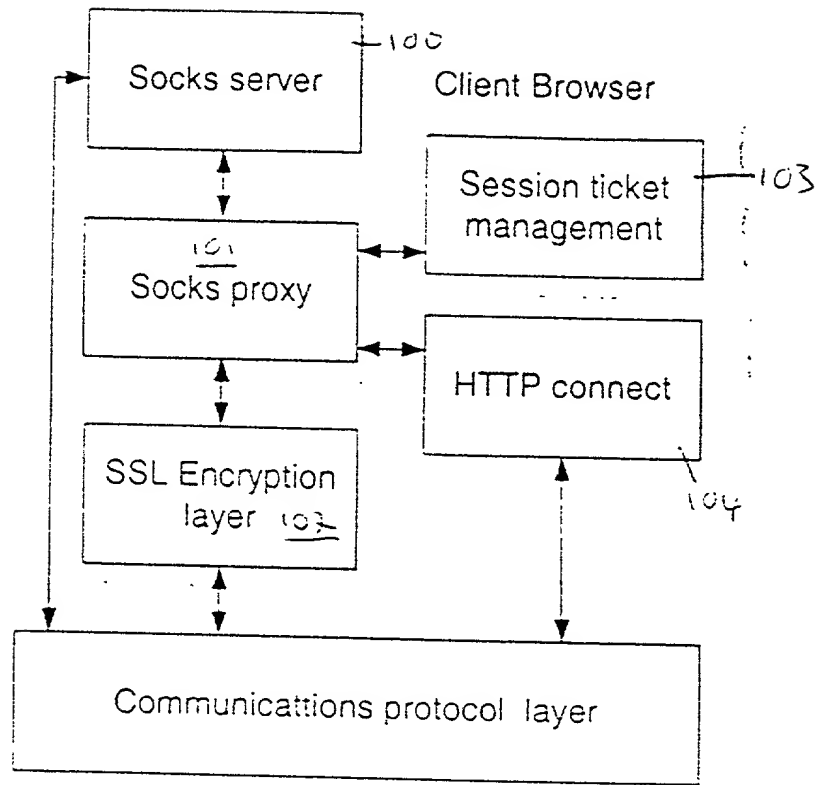 100
Socks server
Client Browser
Session ticket
management
103
101
Socks proxy
HTTP connect
SSL Encryption
layer 102
104
Communicattions protocol layer